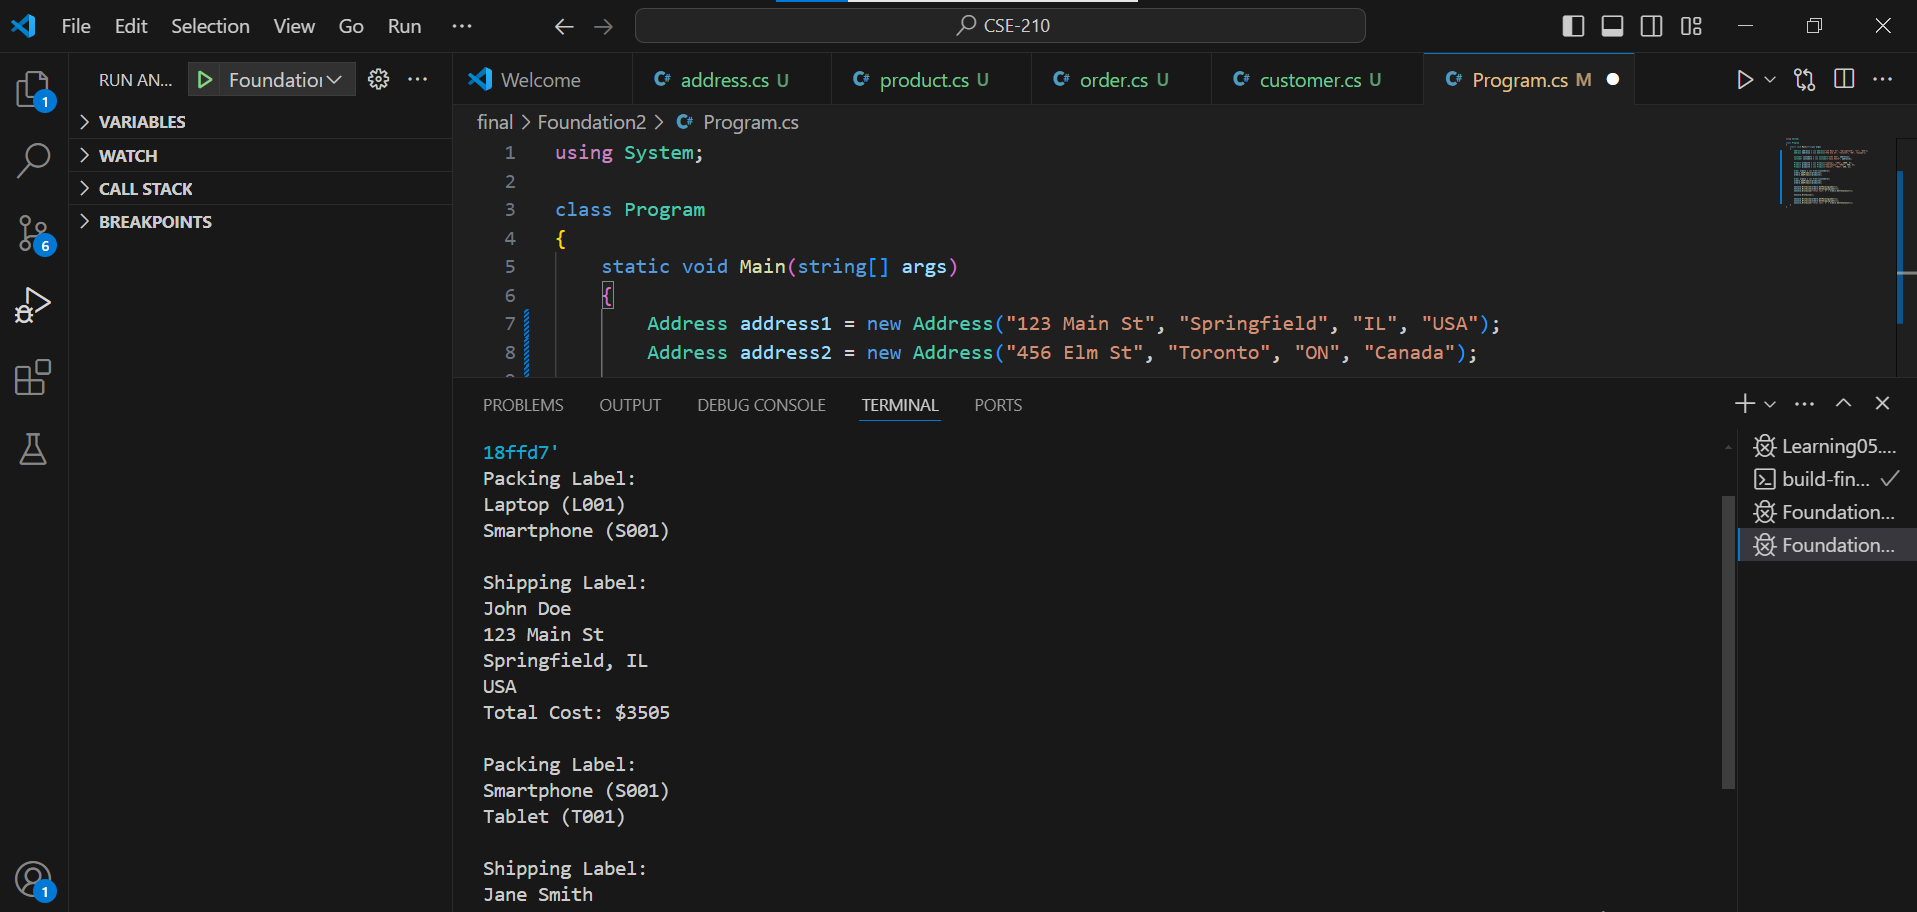 File Edit Selection View Go Run ··· CSE-210
RUN AN... Foundation
Welcome address.cs U product.cs U order.cs U customer.cs U Program.cs M
1
VARIABLES
WATCH
CALL STACK
BREAKPOINTS
6
1
final > Foundation2 > Program.cs
1 using System;
2
3 class Program
4 {
5 static void Main(string[] args)
6 {
7 Address address1 = new Address("123 Main St", "Springfield", "IL", "USA");
8 Address address2 = new Address("456 Elm St", "Toronto", "ON", "Canada");
PROBLEMS OUTPUT DEBUG CONSOLE TERMINAL PORTS
18ffd7'
Packing Label:
Laptop (L001)
Smartphone (S001)
Shipping Label:
John Doe
123 Main St
Springfield, IL
USA
Total Cost: $3505
Packing Label:
Smartphone (S001)
Tablet (T001)
Shipping Label:
Jane Smith
Learning05....
build-fin...
Foundation...
Foundation...